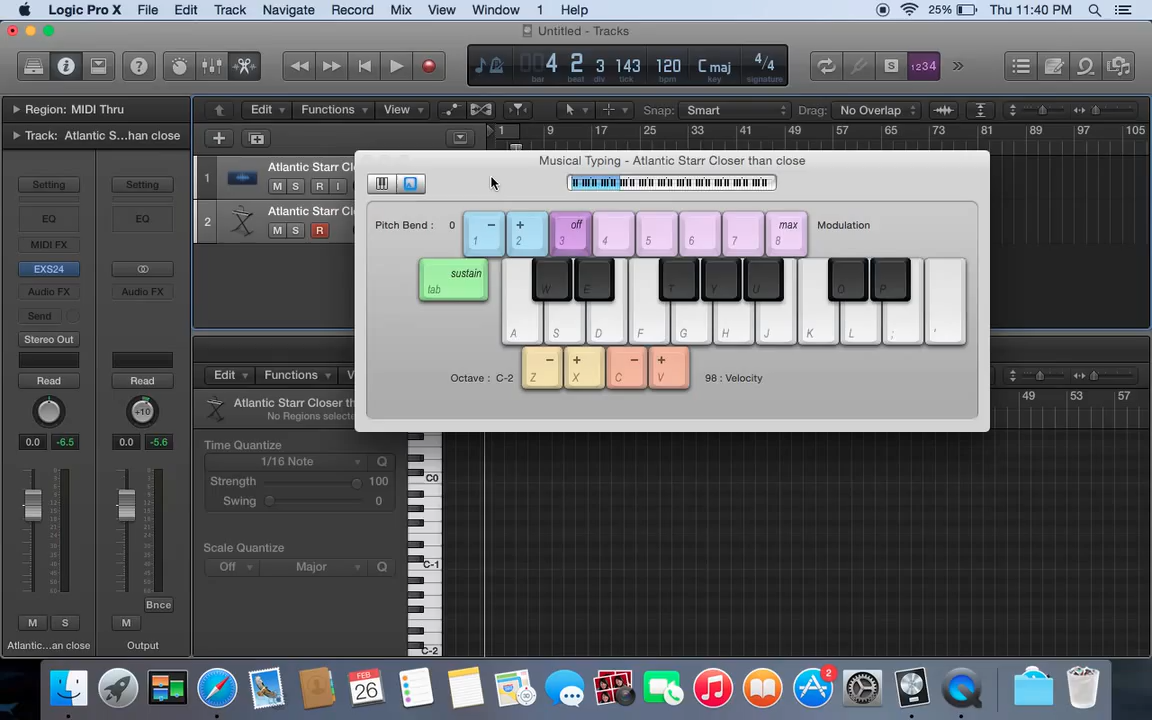 Logic Pro X File Edit Track Navigate Record Mix View Window 1 Help 25% Thu 11:40 PM
Untitled - Tracks
4 2 3 143 120 C maj 4/4
bar beat div tick bpm key signature
1234
Region: MIDI Thru
Track: Atlantic S...han close
Edit Functions View Snap: Smart Drag: No Overlap
1 9 17 25 33 41 49 57 65 73 81 89 97 105
1 Atlantic Starr Cl
M S R I
2 Atlantic Starr Cl
M S R
Musical Typing - Atlantic Starr Closer than close
Pitch Bend : 0 1 − 2 + 3 off 4 5 6 7 8 max Modulation
tab sustain
W E T Y U O P
A S D F G H J K L ; '
Octave : C-2 Z − X + C − V + 98 : Velocity
Setting Setting
EQ EQ
MIDI FX
EXS24
Audio FX Audio FX
Send
Stereo Out
Read Read
+10
0.0 -6.5 0.0 -5.6
Bnce
M S M
Atlantic...an close Output
Edit Functions V
49 53 57
Atlantic Starr Closer th
No Regions selecte
Time Quantize
1/16 Note Q
Strength 100
Swing 0
Scale Quantize
Off Major Q
C0
C-1
C-2
FEB
26
2